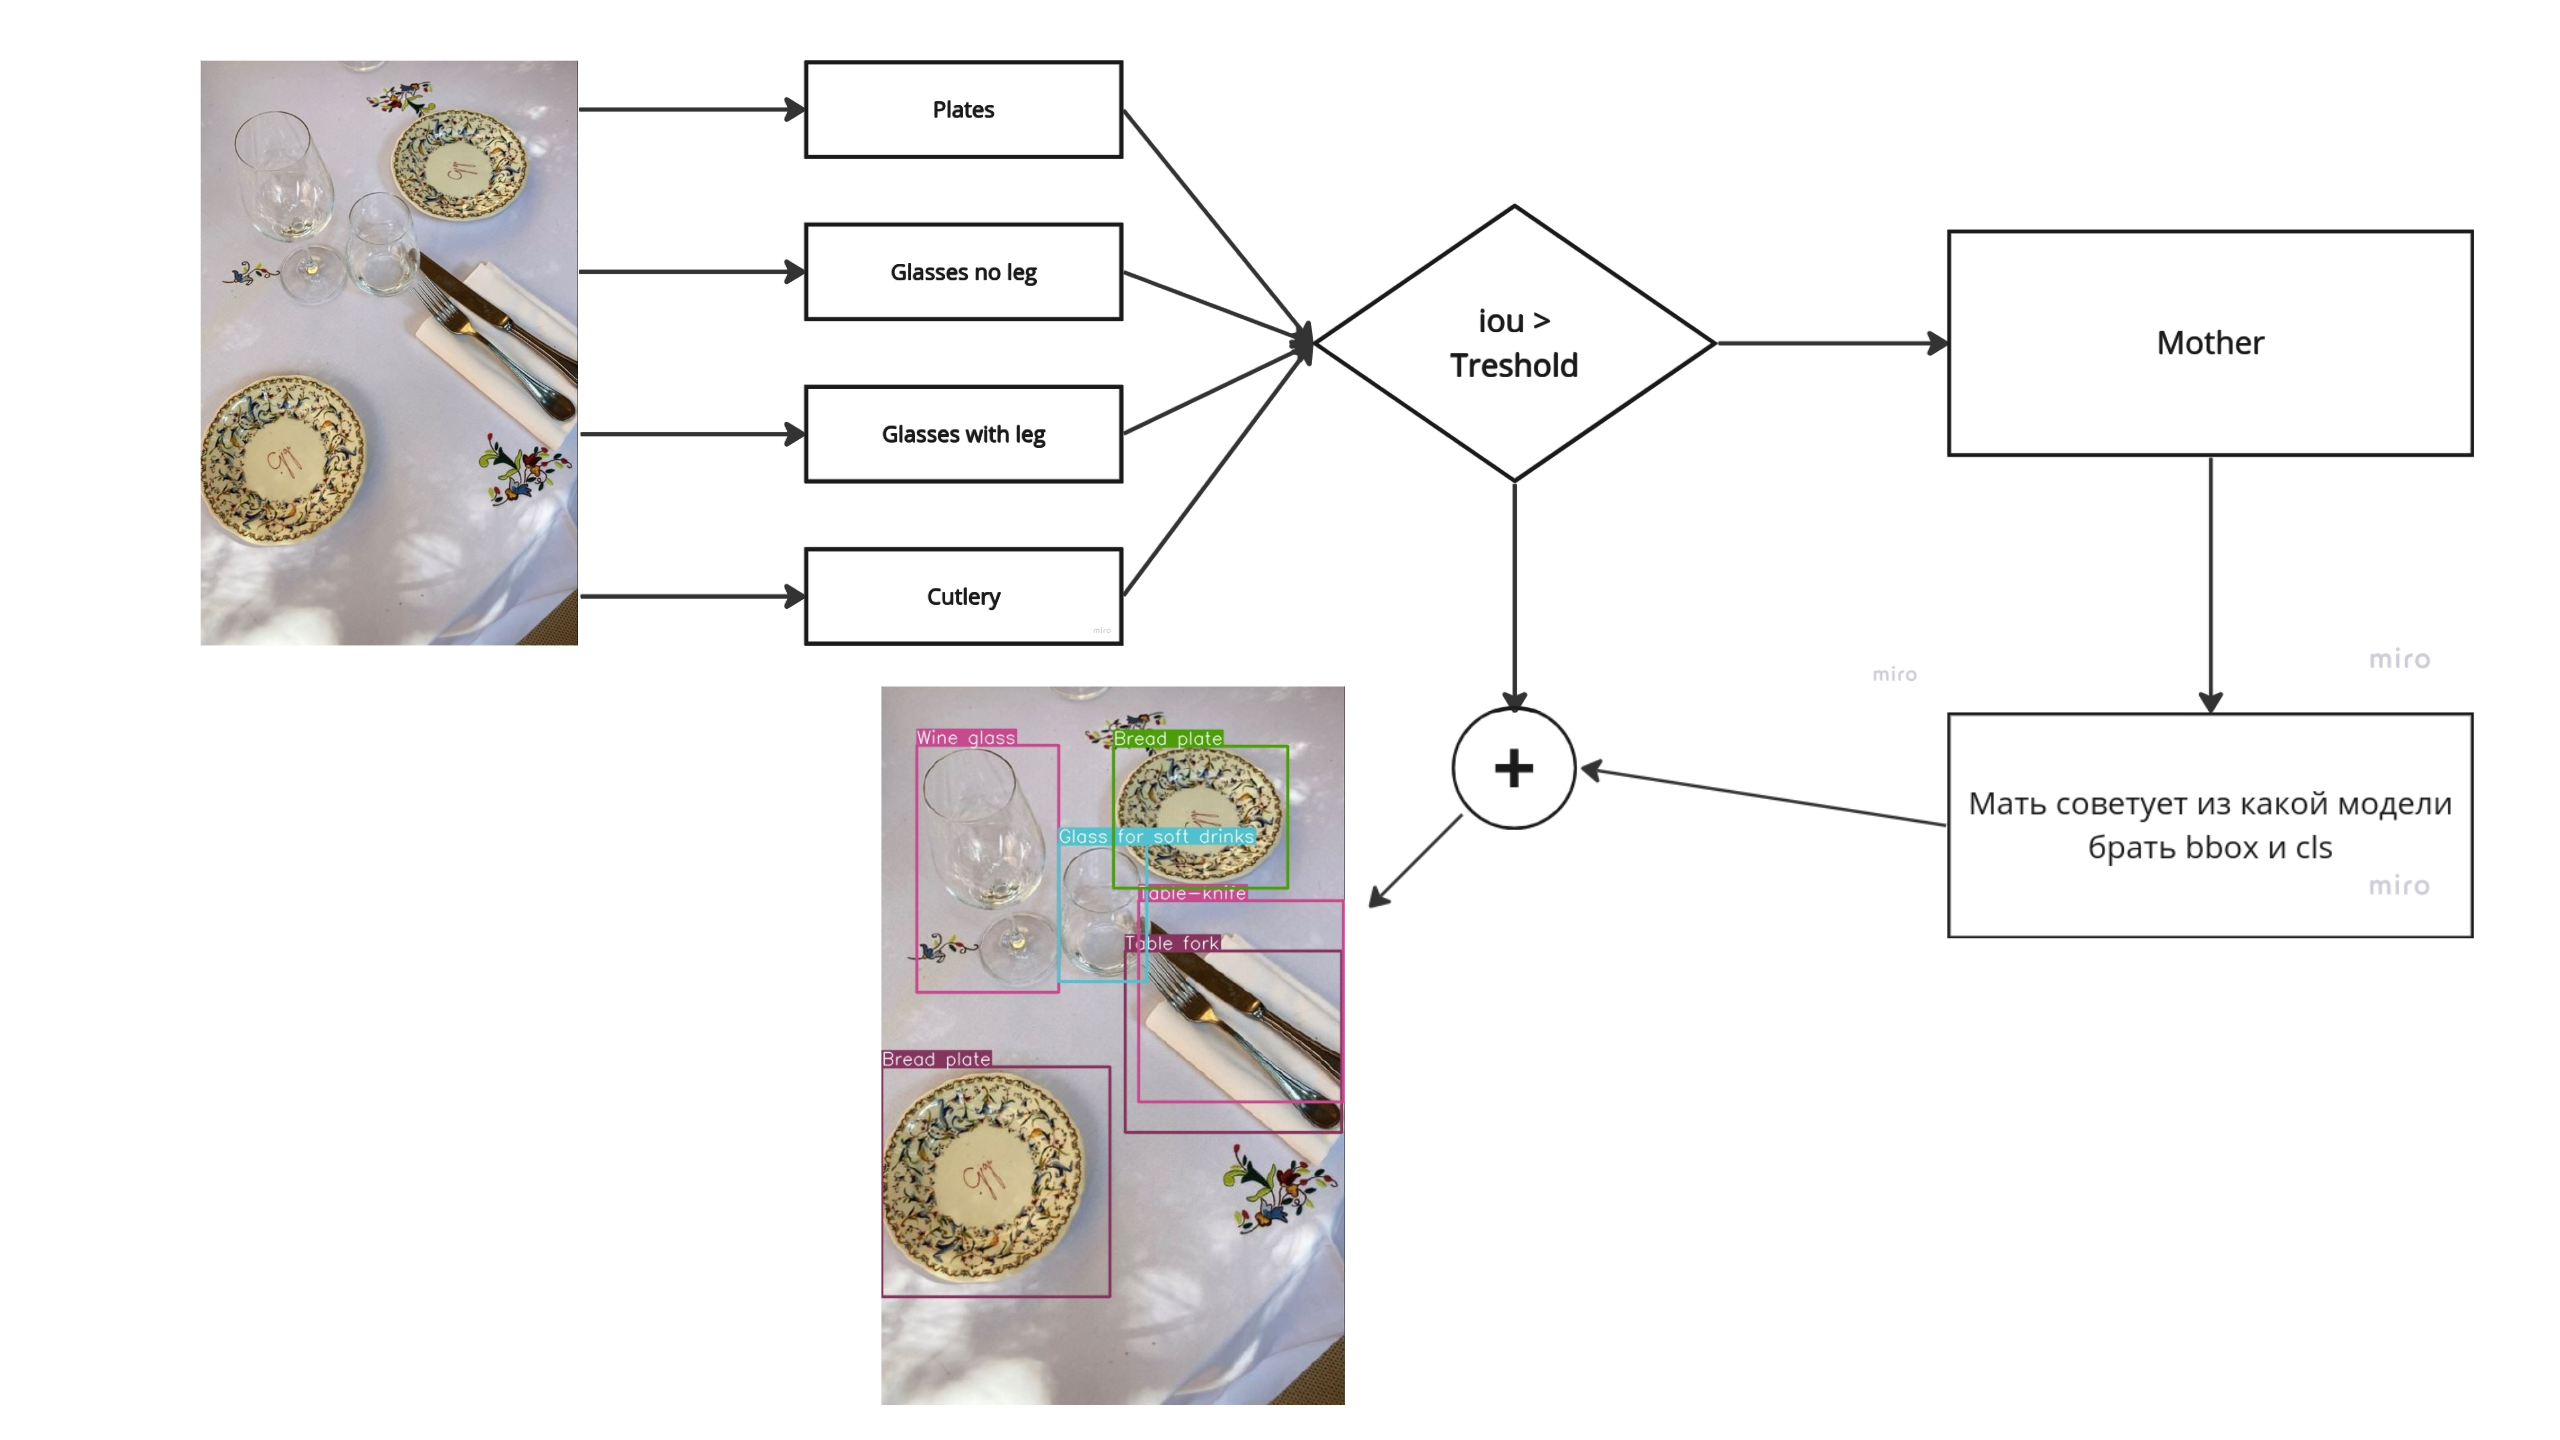 Plates
Glasses no leg
Glasses with leg
Cutlery
miro
iou >
Treshold
Mother
miro
miro
Мать советует из какой модели
брать bbox и cls
miro
+
Wine glass
Bread plate
Glass for soft drinks
Table-knife
Table fork
Bread plate